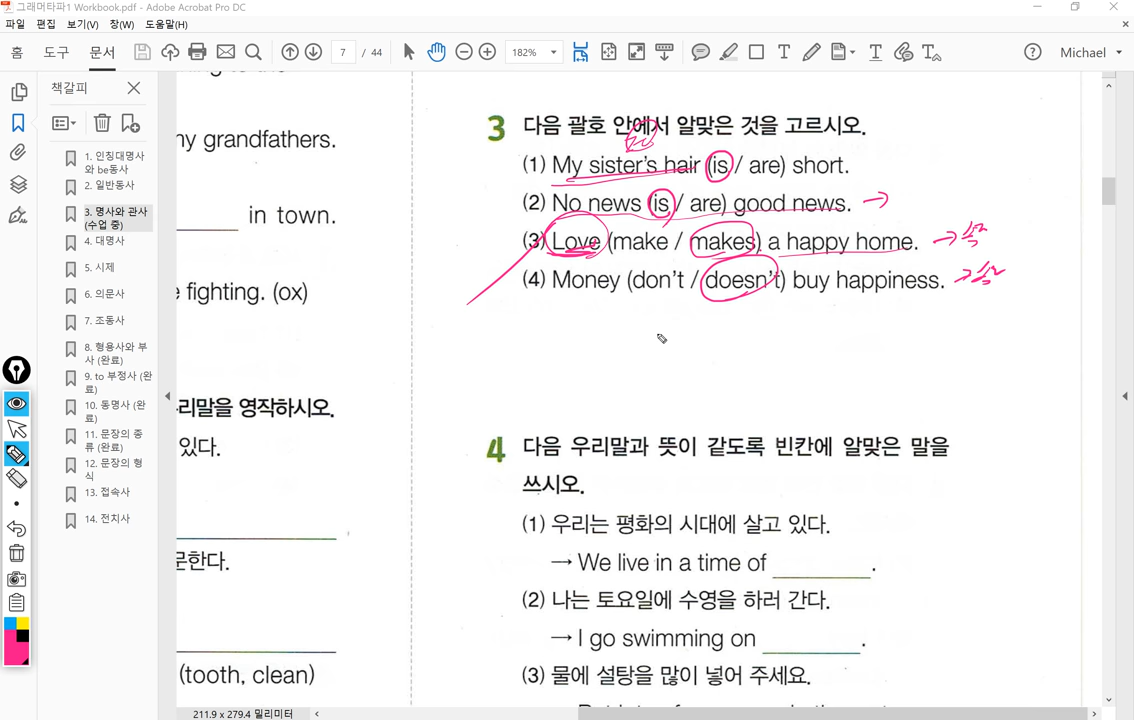 그래머타파1 Workbook.pdf - Adobe Acrobat Pro DC
파일 편집 보기(V) 창(W) 도움말(H)
홈 도구 문서 7 / 44 182% Michael
책갈피
1. 인칭대명사
와 be동사
2. 일반동사
3. 명사와 관사
(수업 중)
4. 대명사
5. 시제
6. 의문사
7. 조동사
8. 형용사와 부
사 (완료)
9. to 부정사 (완
료)
10. 동명사 (완
료)
11. 문장의 종
류 (완료)
12. 문장의 형
식
13. 접속사
14. 전치사
ny grandfathers.
in town.
e fighting. (ox)
리말을 영작하시오.
있다.
문한다.
(tooth, clean)
3 다음 괄호 안에서 알맞은 것을 고르시오.
(1) My sister's hair (is / are) short.
(2) No news (is / are) good news. →
(3) Love (make / makes) a happy home. →
(4) Money (don't / doesn't) buy happiness. →
4 다음 우리말과 뜻이 같도록 빈칸에 알맞은 말을
쓰시오.
(1) 우리는 평화의 시대에 살고 있다.
→ We live in a time of ________.
(2) 나는 토요일에 수영을 하러 간다.
→ I go swimming on ________.
(3) 물에 설탕을 많이 넣어 주세요.
211.9 x 279.4 밀리미터